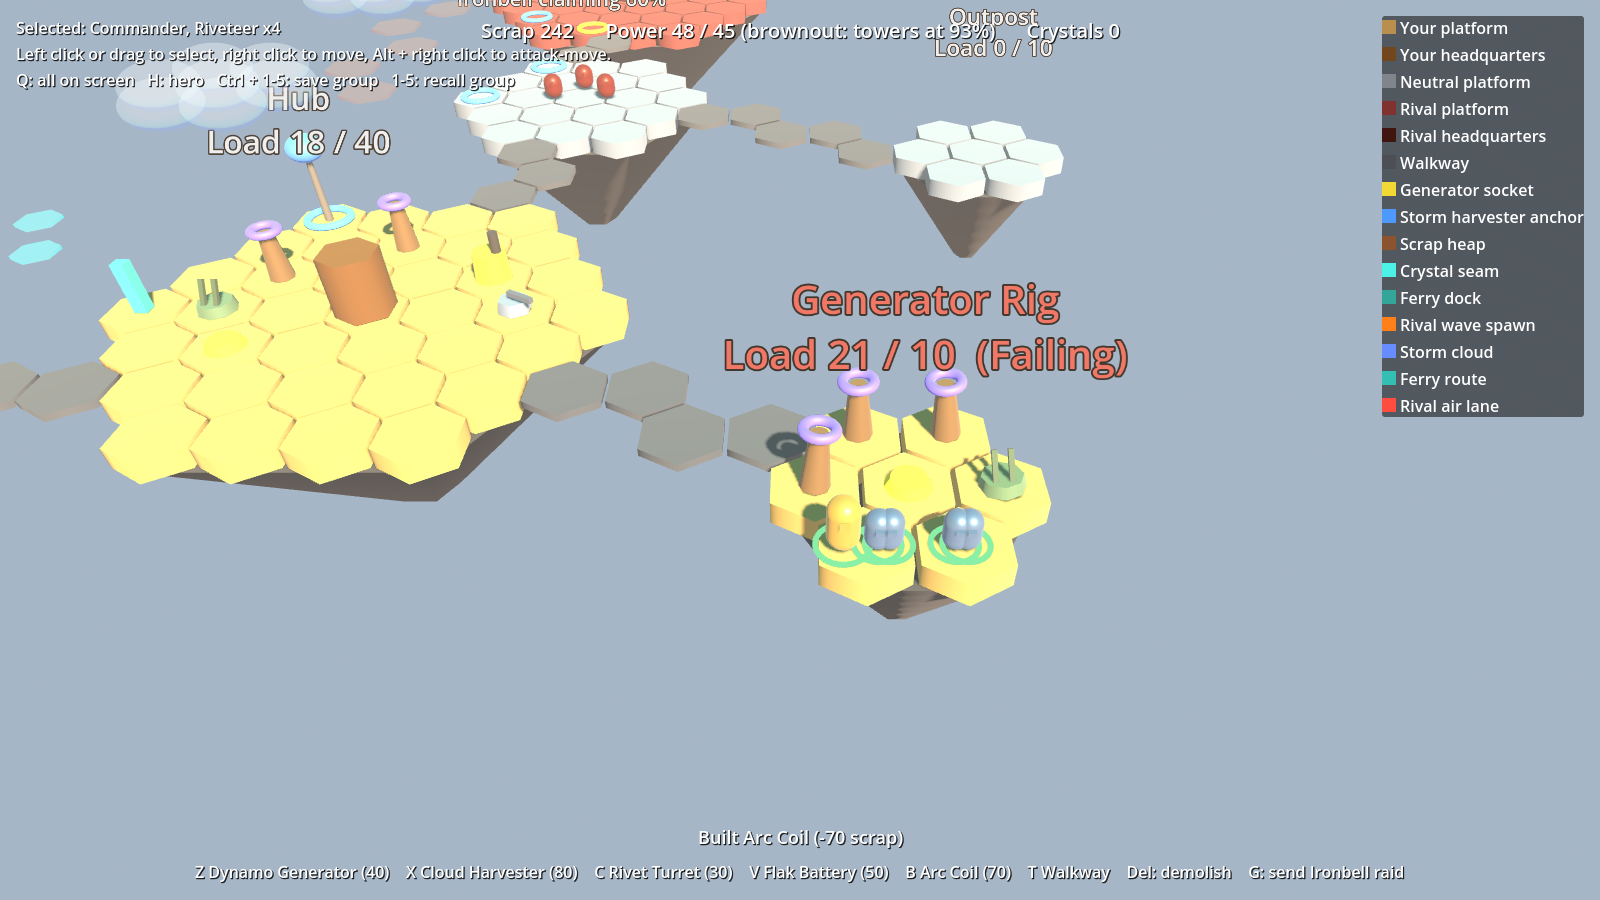 Ironbell claiming 60%
Selected: Commander, Riveteer x4
Scrap 242 Power 48 / 45 (brownout: towers at 93%) Crystals 0
Left click or drag to select, right click to move, Alt + right click to attack-move.
Q: all on screen H: hero Ctrl + 1-5: save group 1-5: recall group
Outpost
Load 0 / 10
Hub
Load 18 / 40
Generator Rig
Load 21 / 10 (Failing)
Your platform
Your headquarters
Neutral platform
Rival platform
Rival headquarters
Walkway
Generator socket
Storm harvester anchor
Scrap heap
Crystal seam
Ferry dock
Rival wave spawn
Storm cloud
Ferry route
Rival air lane
Built Arc Coil (-70 scrap)
Z Dynamo Generator (40) X Cloud Harvester (80) C Rivet Turret (30) V Flak Battery (50) B Arc Coil (70) T Walkway Del: demolish G: send Ironbell raid